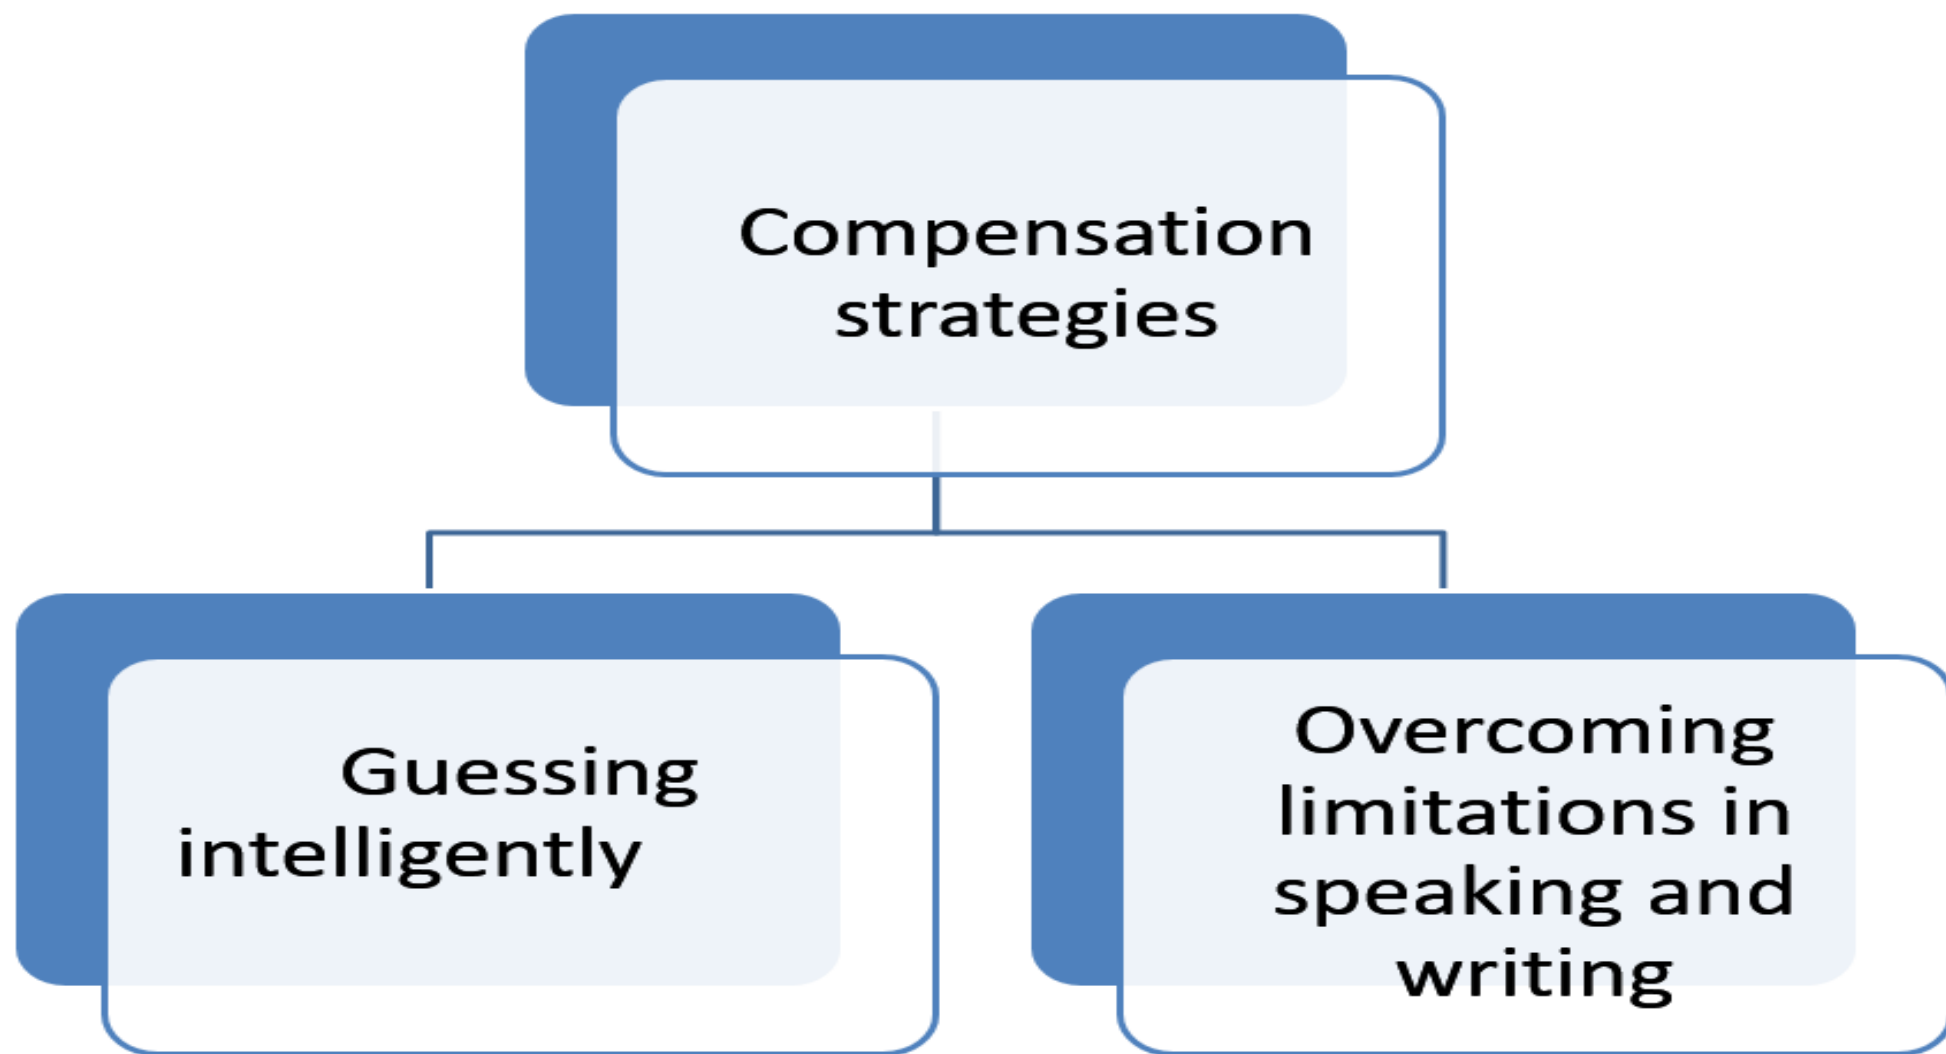 Compensation
strategies
Guessing
intelligently
Overcoming
limitations in
speaking and
writing